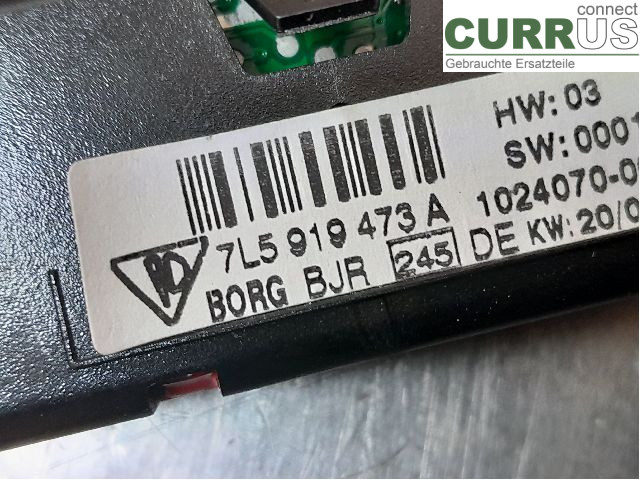 connect
CURRUS
Gebrauchte Ersatzteile
HW: 03
SW: 0001
1024070-0
7L5 919 473 A
DE KW: 20/0
BORG BJR 245